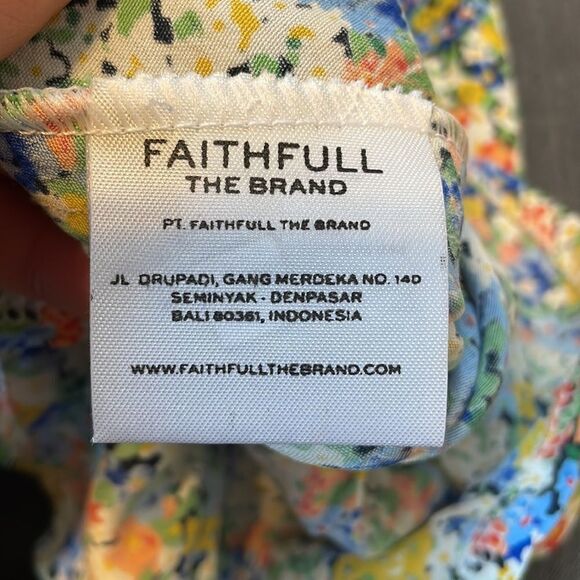 FAITHFULL
THE BRAND
PT. FAITHFULL THE BRAND
JL DRUPADI, GANG MERDEKA NO. 14D
SEMINYAK - DENPASAR
BALI 80361, INDONESIA
WWW.FAITHFULLTHEBRAND.COM